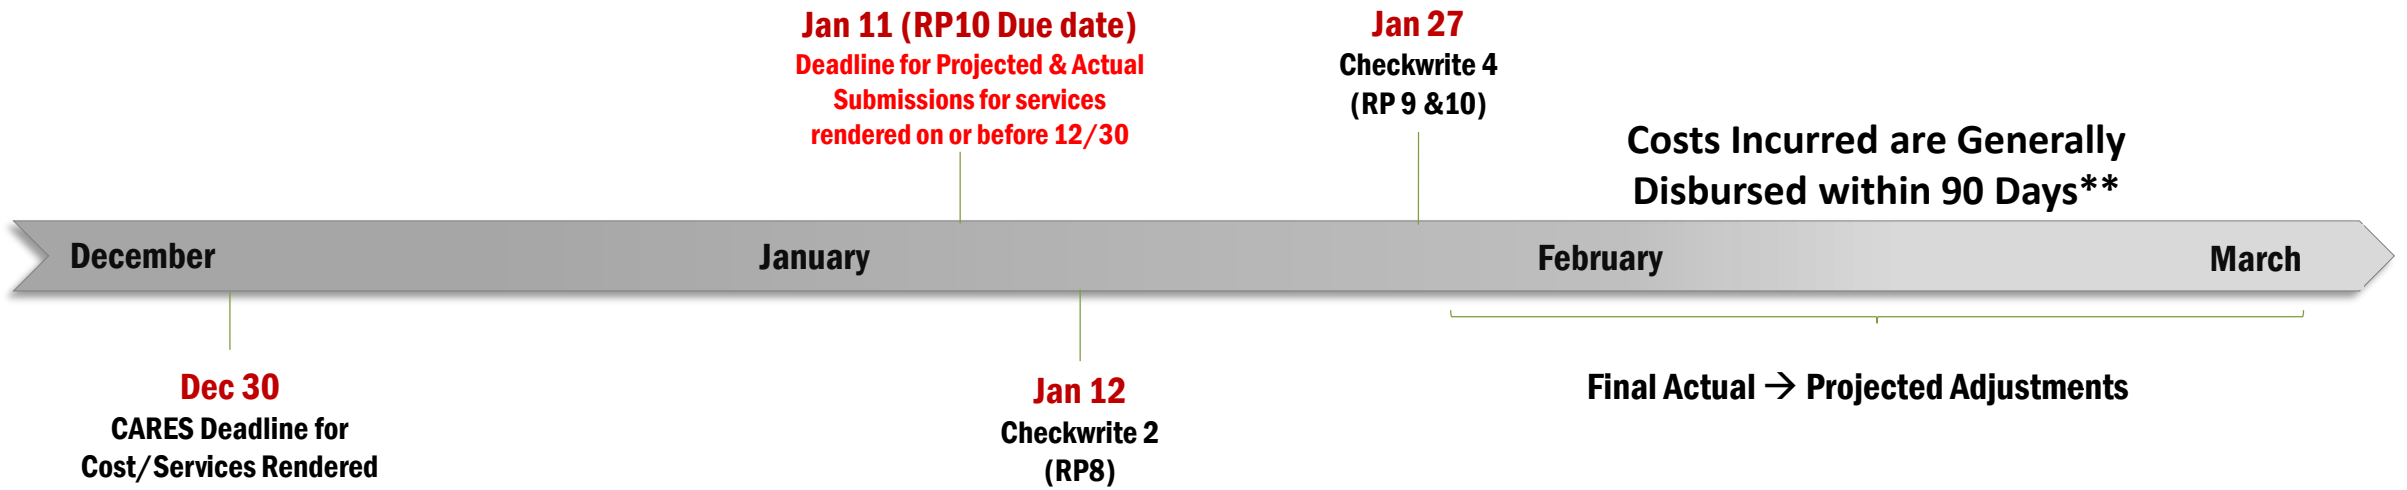 Jan 11 (RP10 Due date)
Deadline for Projected & Actual
Submissions for services
rendered on or before 12/30
Jan 27
Checkwrite 4
(RP 9 &10)
Costs Incurred are Generally
Disbursed within 90 Days**
December
January
February
March
Dec 30
CARES Deadline for
Cost/Services Rendered
Jan 12
Checkwrite 2
(RP8)
Final Actual → Projected Adjustments